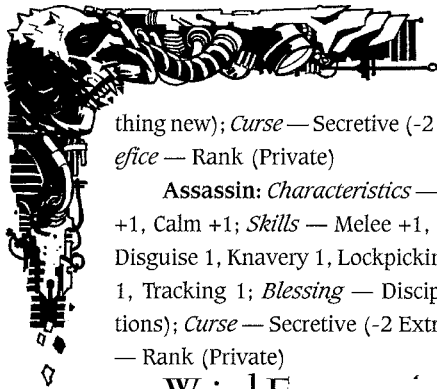 thing new); Curse — Secretive (-2
efice — Rank (Private)
Assassin: Characteristics —
+1, Calm +1; Skills — Melee +1,
Disguise 1, Knavery 1, Lockpickin
1, Tracking 1; Blessing — Discip
tions); Curse — Secretive (-2 Extr
— Rank (Private)